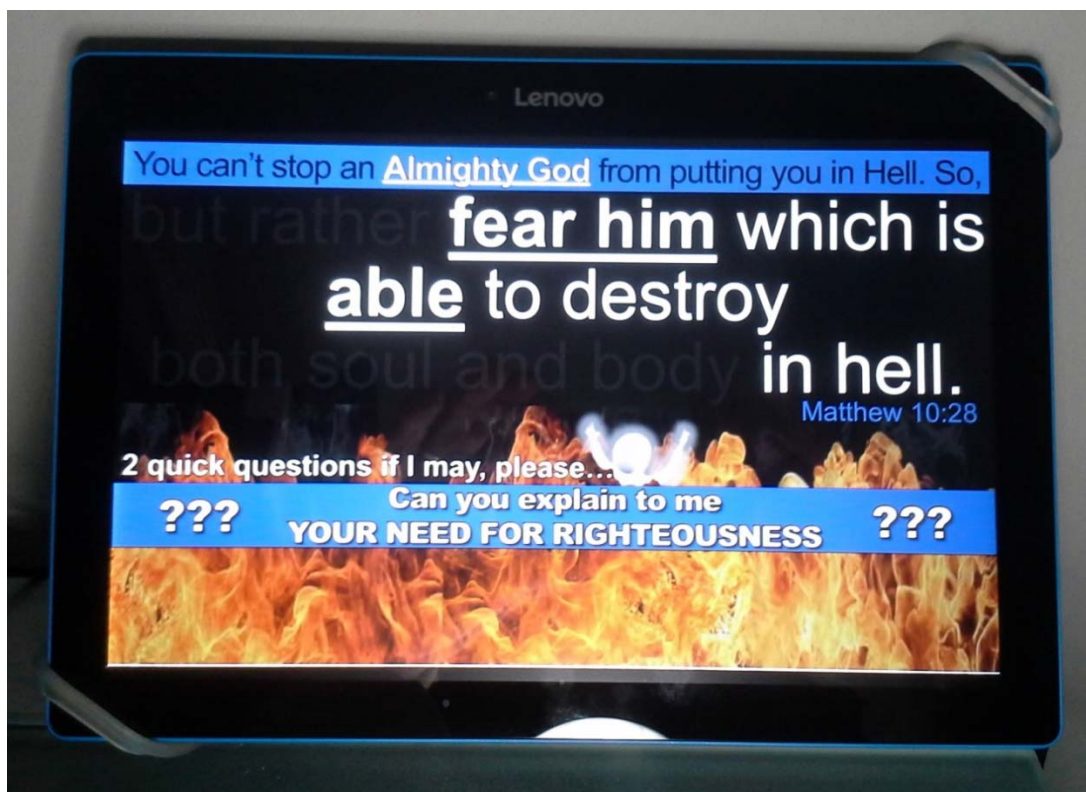 Lenovo
You can't stop an Almighty God from putting you in Hell. So,
but rather fear him which is
able to destroy
both soul and body in hell.
Matthew 10:28
2 quick questions if I may, please...
??? Can you explain to me ???
YOUR NEED FOR RIGHTEOUSNESS